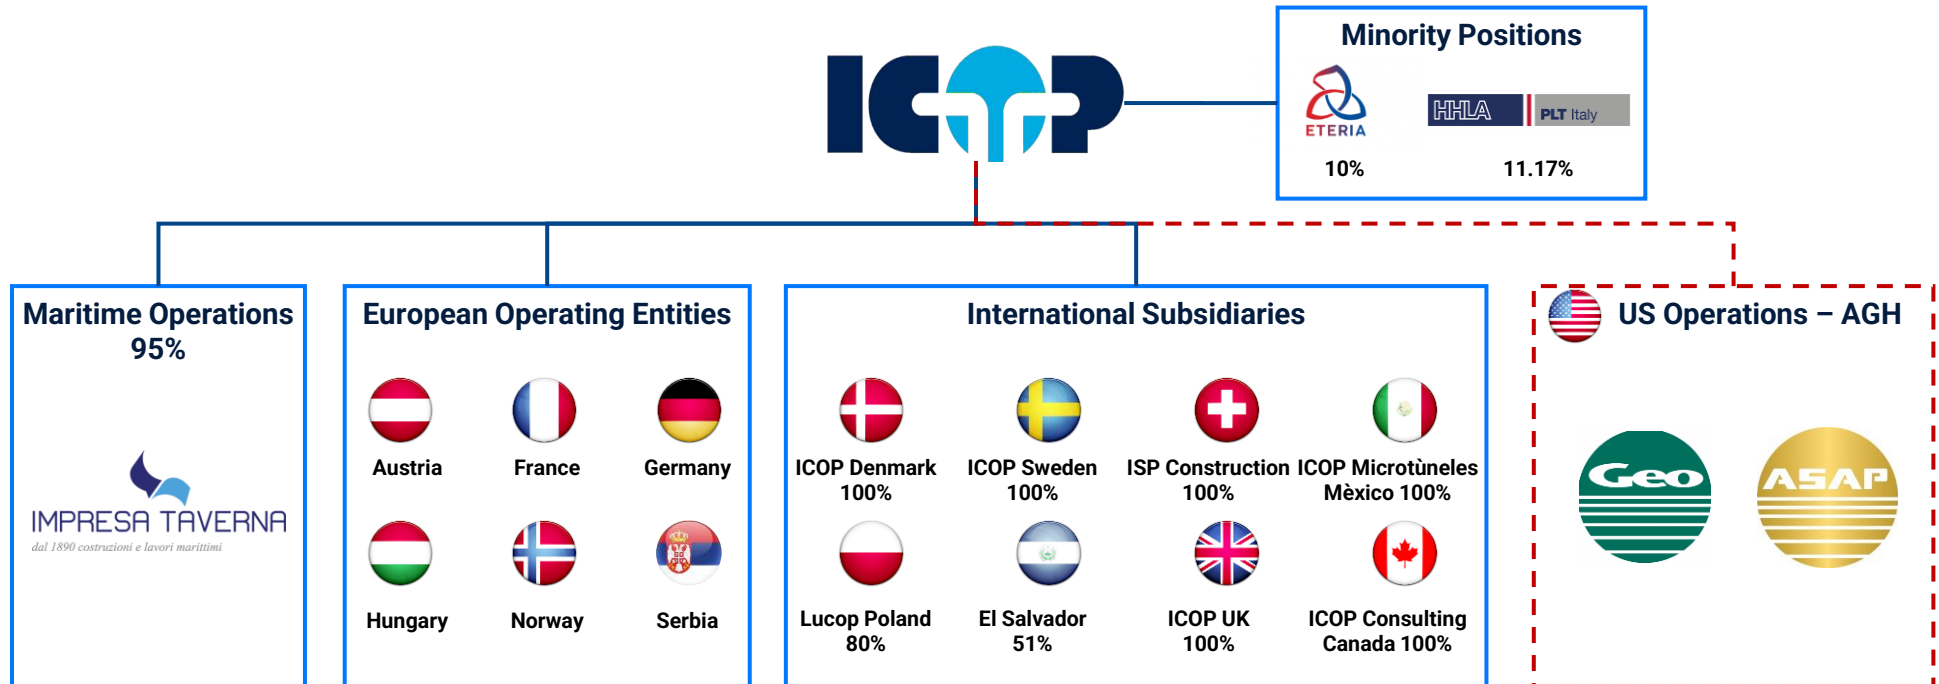 ICOP
Minority Positions
ETERIA
HHLA PLT Italy
10% 11.17%
Maritime Operations
95%
IMPRESA TAVERNA
dal 1890 costruzioni e lavori marittimi
European Operating Entities
Austria France Germany
Hungary Norway Serbia
International Subsidiaries
ICOP Denmark
100%
ICOP Sweden
100%
ISP Construction
100%
ICOP Microtùneles
Mèxico 100%
Lucop Poland
80%
El Salvador
51%
ICOP UK
100%
ICOP Consulting
Canada 100%
US Operations – AGH
Geo
ASAP